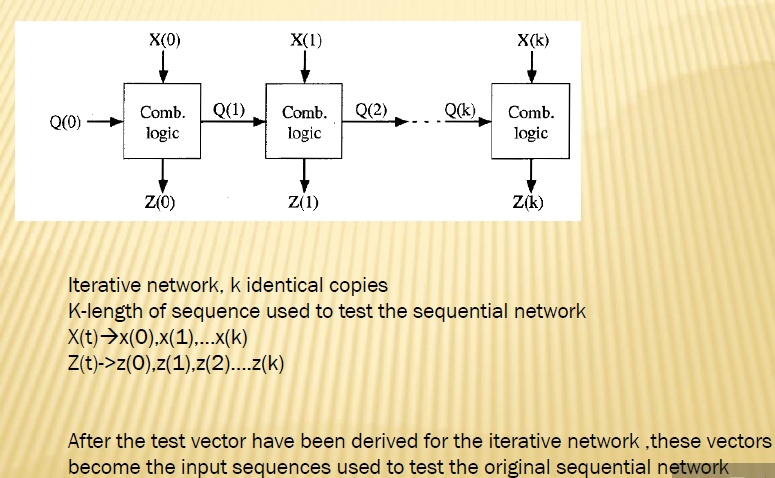 X(0) X(1) X(k)
Q(0) Comb. logic Q(1) Comb. logic Q(2) Q(k) Comb. logic
Z(0) Z(1) Z(k)
Iterative network, k identical copies
K-length of sequence used to test the sequential network
X(t)→x(0),x(1),...x(k)
Z(t)->z(0),z(1),z(2)....z(k)
After the test vector have been derived for the iterative network ,these vectors
become the input sequences used to test the original sequential network